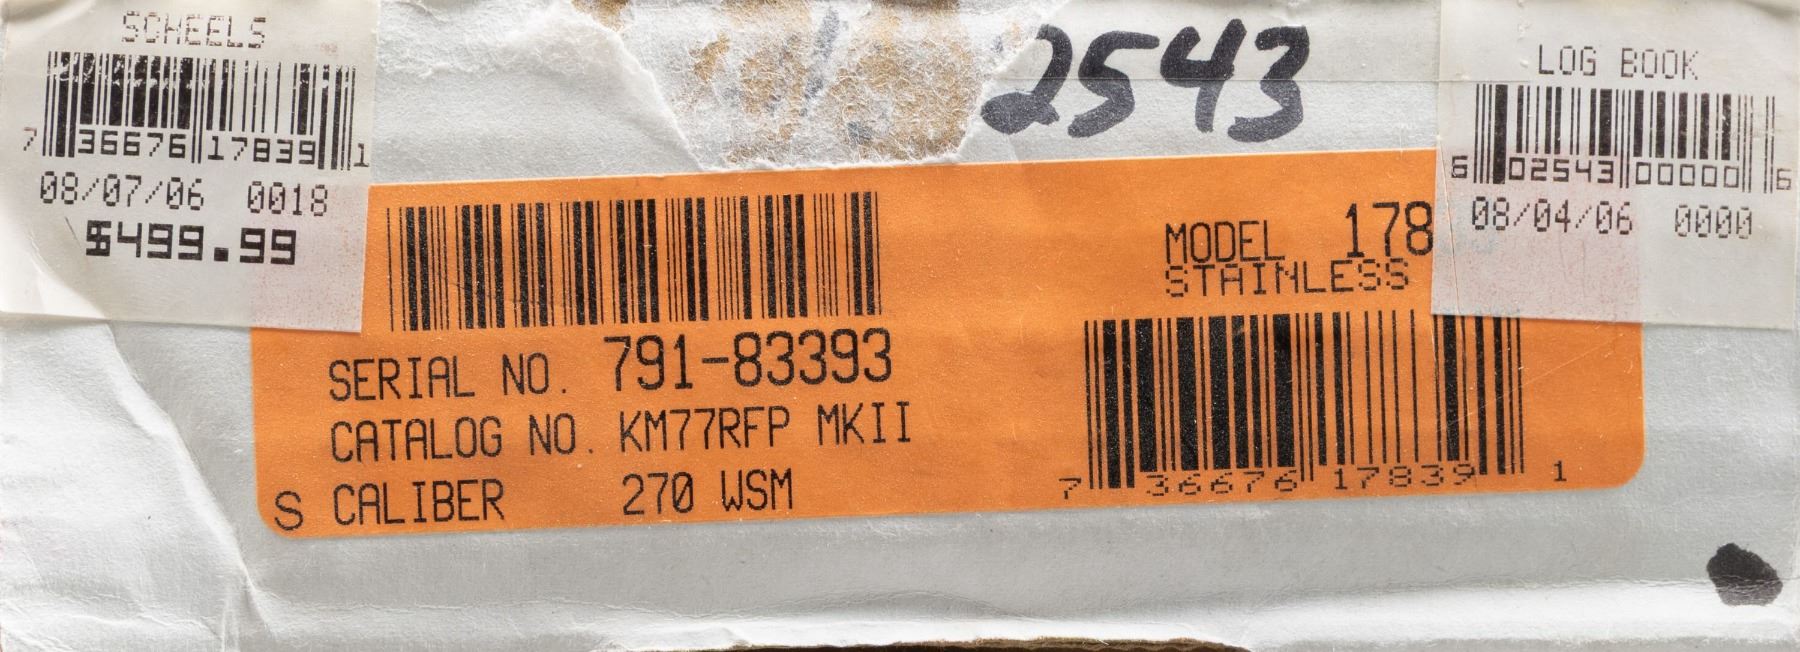 SCHEELS
7 36676 17839 1
08/07/06 0018
$499.99
2543
LOG BOOK
6 02543 00000 6
08/04/06 0000
SERIAL NO. 791-83393
CATALOG NO. KM77RFP MKII
S CALIBER 270 WSM
MODEL 178
STAINLESS
7 36676 17839 1